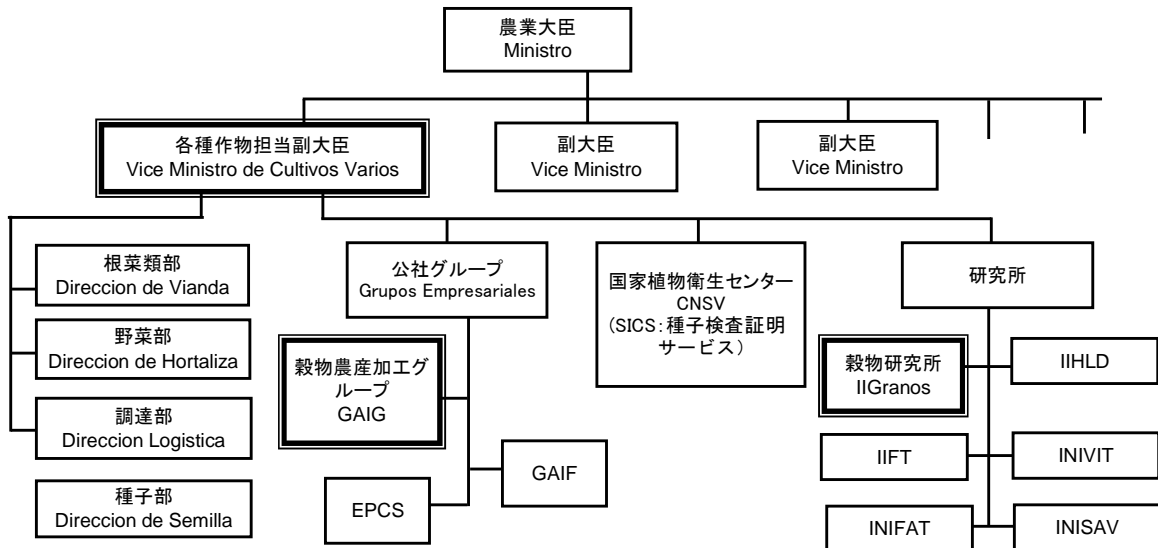 農業大臣
Ministro
各種作物担当副大臣
Vice Ministro de Cultivos Varios
副大臣
Vice Ministro
副大臣
Vice Ministro
根菜類部
Direccion de Vianda
野菜部
Direccion de Hortaliza
調達部
Direccion Logistica
種子部
Direccion de Semilla
公社グループ
Grupos Empresariales
穀物農産加工グ
ループ
GAIG
GAIF
EPCS
国家植物衛生センター
CNSV
(SICS:種子検査証明
サービス)
研究所
穀物研究所
IIGranos
IIHLD
IIFT
INIVIT
INIFAT
INISAV